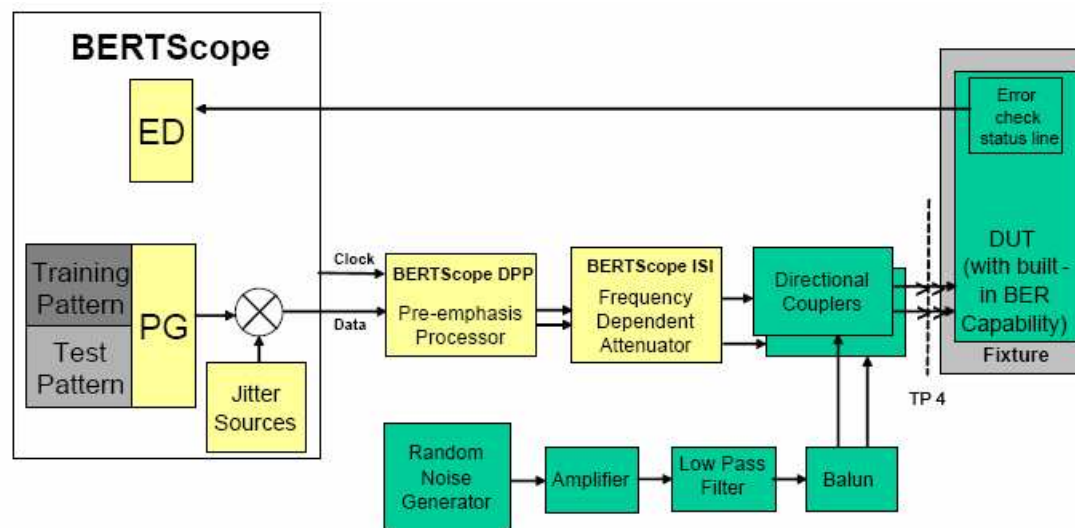 BERTScope
ED
Error
check
status line
Training
Pattern
PG
Test
Pattern
Jitter
Sources
Clock
Data
BERTScope DPP
Pre-emphasis
Processor
BERTScope ISI
Frequency
Dependent
Attenuator
Directional
Couplers
TP 4
DUT
(with built -
in BER
Capability)
Fixture
Random
Noise
Generator
Amplifier
Low Pass
Filter
Balun